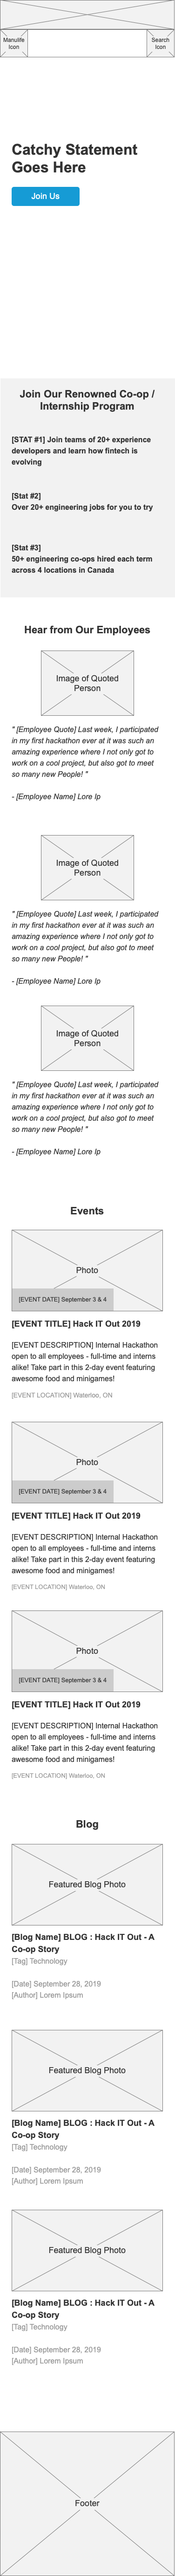 Manulife
Icon
Search
Icon
Catchy Statement
Goes Here
Join Us
Join Our Renowned Co-op /
Internship Program
[STAT #1] Join teams of 20+ experience
developers and learn how fintech is
evolving
[Stat #2]
Over 20+ engineering jobs for you to try
[Stat #3]
50+ engineering co-ops hired each term
across 4 locations in Canada
Hear from Our Employees
Image of Quoted
Person
" [Employee Quote] Last week, I participated
in my first hackathon ever at it was such an
amazing experience where I not only got to
work on a cool project, but also got to meet
so many new People! "
- [Employee Name] Lore Ip
Image of Quoted
Person
" [Employee Quote] Last week, I participated
in my first hackathon ever at it was such an
amazing experience where I not only got to
work on a cool project, but also got to meet
so many new People! "
- [Employee Name] Lore Ip
Image of Quoted
Person
" [Employee Quote] Last week, I participated
in my first hackathon ever at it was such an
amazing experience where I not only got to
work on a cool project, but also got to meet
so many new People! "
- [Employee Name] Lore Ip
Events
Photo
[EVENT DATE] September 3 & 4
[EVENT TITLE] Hack IT Out 2019
[EVENT DESCRIPTION] Internal Hackathon
open to all employees - full-time and interns
alike! Take part in this 2-day event featuring
awesome food and minigames!
[EVENT LOCATION] Waterloo, ON
Photo
[EVENT DATE] September 3 & 4
[EVENT TITLE] Hack IT Out 2019
[EVENT DESCRIPTION] Internal Hackathon
open to all employees - full-time and interns
alike! Take part in this 2-day event featuring
awesome food and minigames!
[EVENT LOCATION] Waterloo, ON
Photo
[EVENT DATE] September 3 & 4
[EVENT TITLE] Hack IT Out 2019
[EVENT DESCRIPTION] Internal Hackathon
open to all employees - full-time and interns
alike! Take part in this 2-day event featuring
awesome food and minigames!
[EVENT LOCATION] Waterloo, ON
Blog
Featured Blog Photo
[Blog Name] BLOG : Hack IT Out - A
Co-op Story
[Tag] Technology
[Date] September 28, 2019
[Author] Lorem Ipsum
Featured Blog Photo
[Blog Name] BLOG : Hack IT Out - A
Co-op Story
[Tag] Technology
[Date] September 28, 2019
[Author] Lorem Ipsum
Featured Blog Photo
[Blog Name] BLOG : Hack IT Out - A
Co-op Story
[Tag] Technology
[Date] September 28, 2019
[Author] Lorem Ipsum
Footer